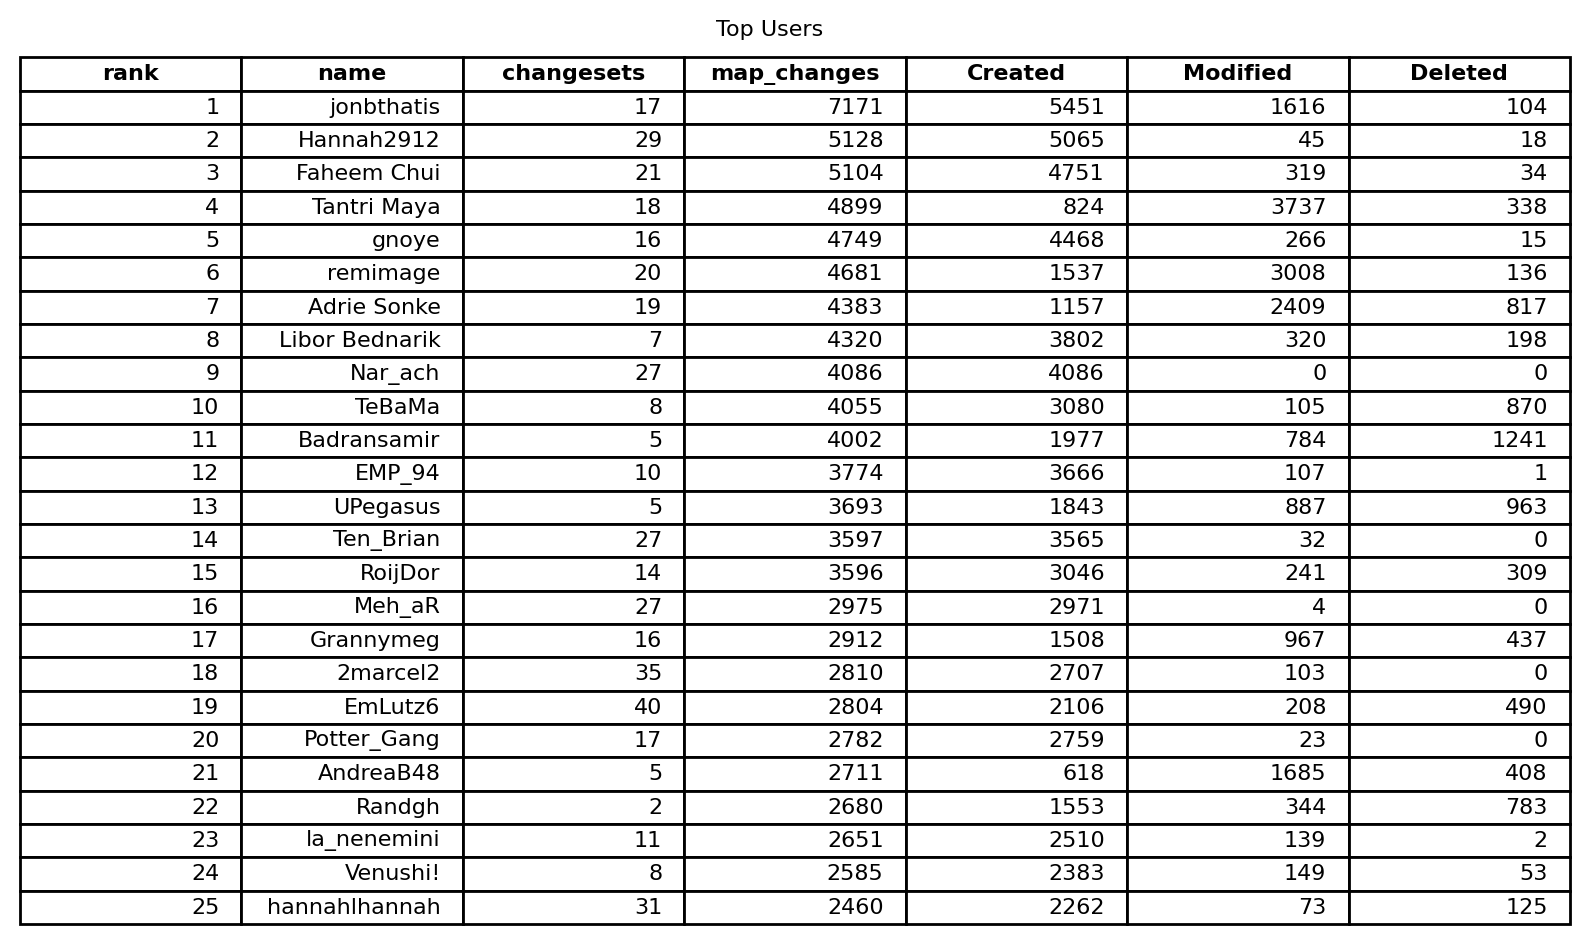 Top Users
rank name changesets map_changes Created Modified Deleted
1 jonbthatis 17 7171 5451 1616 104
2 Hannah2912 29 5128 5065 45 18
3 Faheem Chui 21 5104 4751 319 34
4 Tantri Maya 18 4899 824 3737 338
5 gnoye 16 4749 4468 266 15
6 remimage 20 4681 1537 3008 136
7 Adrie Sonke 19 4383 1157 2409 817
8 Libor Bednarik 7 4320 3802 320 198
9 Nar_ach 27 4086 4086 0 0
10 TeBaMa 8 4055 3080 105 870
11 Badransamir 5 4002 1977 784 1241
12 EMP_94 10 3774 3666 107 1
13 UPegasus 5 3693 1843 887 963
14 Ten_Brian 27 3597 3565 32 0
15 RoijDor 14 3596 3046 241 309
16 Meh_aR 27 2975 2971 4 0
17 Grannymeg 16 2912 1508 967 437
18 2marcel2 35 2810 2707 103 0
19 EmLutz6 40 2804 2106 208 490
20 Potter_Gang 17 2782 2759 23 0
21 AndreaB48 5 2711 618 1685 408
22 Randgh 2 2680 1553 344 783
23 la_nenemini 11 2651 2510 139 2
24 Venushi! 8 2585 2383 149 53
25 hannahlhannah 31 2460 2262 73 125